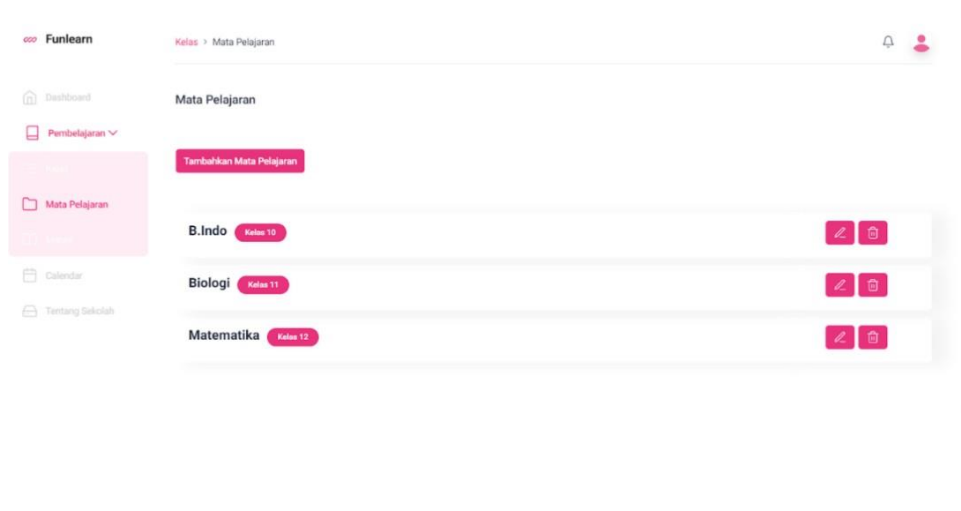 Funlearn
Kelas > Mata Pelajaran
Dashboard
Mata Pelajaran
Pembelajaran
Tambahkan Mata Pelajaran
Mata Pelajaran
B.Indo Kelas 10
Calendar
Biologi Kelas 11
Tentang Sekolah
Matematika Kelas 12